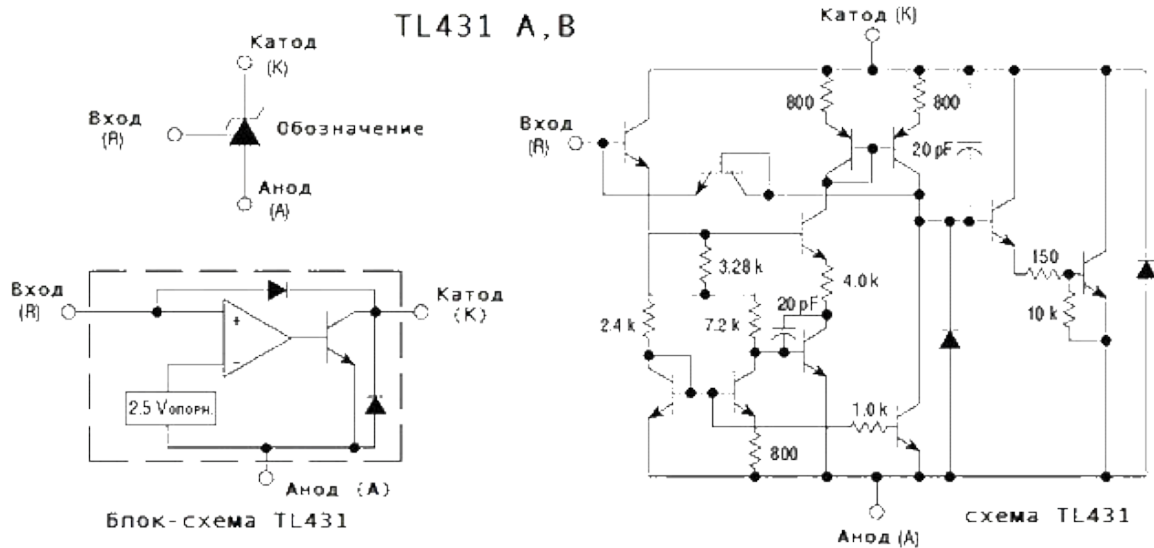 TL431 A,B
Катод
(K)
Вход
(R)
Обозначение
Анод
(A)
Вход
(R)
Катод
(K)
+
−
2.5 Vопорн.
Анод (A)
Блок-схема TL431
Катод (K)
800
800
Вход
(R)
20 pF
3.28 k
4.0 k
150
2.4 k
7.2 k
20 pF
10 k
1.0 k
800
Анод (A)
схема TL431